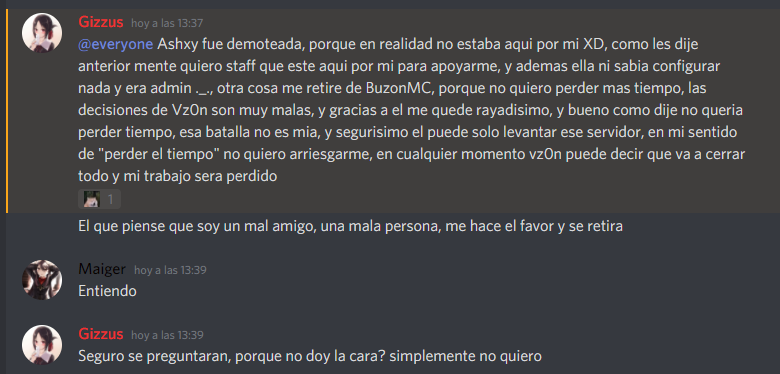 Gizzus hoy a las 13:37
@everyone Ashxy fue demoteada, porque en realidad no estaba aqui por mi XD, como les dije
anterior mente quiero staff que este aqui por mi para apoyarme, y ademas ella ni sabia configurar
nada y era admin ._., otra cosa me retire de BuzonMC, porque no quiero perder mas tiempo, las
decisiones de Vz0n son muy malas, y gracias a el me quede rayadisimo, y bueno como dije no queria
perder tiempo, esa batalla no es mia, y segurisimo el puede solo levantar ese servidor, en mi sentido
de "perder el tiempo" no quiero arriesgarme, en cualquier momento vz0n puede decir que va a cerrar
todo y mi trabajo sera perdido
1
El que piense que soy un mal amigo, una mala persona, me hace el favor y se retira
Maiger hoy a las 13:39
Entiendo
Gizzus hoy a las 13:39
Seguro se preguntaran, porque no doy la cara? simplemente no quiero